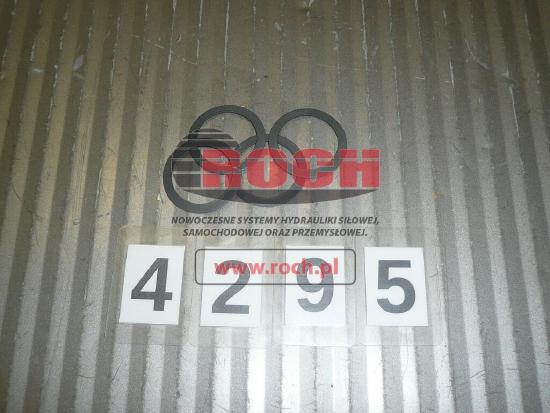 ROCH
NOWOCZESNE SYSTEMY HYDRAULIKI SIŁOWEJ,
SAMOCHODOWEJ ORAZ PRZEMYSŁOWEJ.
www.roch.pl
4 2 9 5